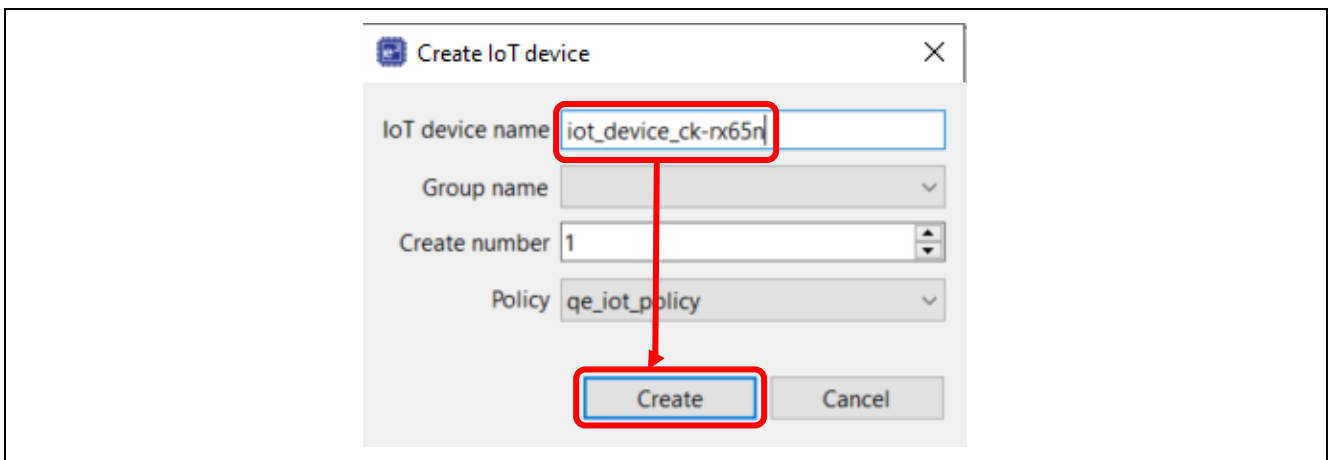 Create IoT device
IoT device name iot_device_ck-rx65n
Group name
Create number 1
Policy qe_iot_policy
Create Cancel